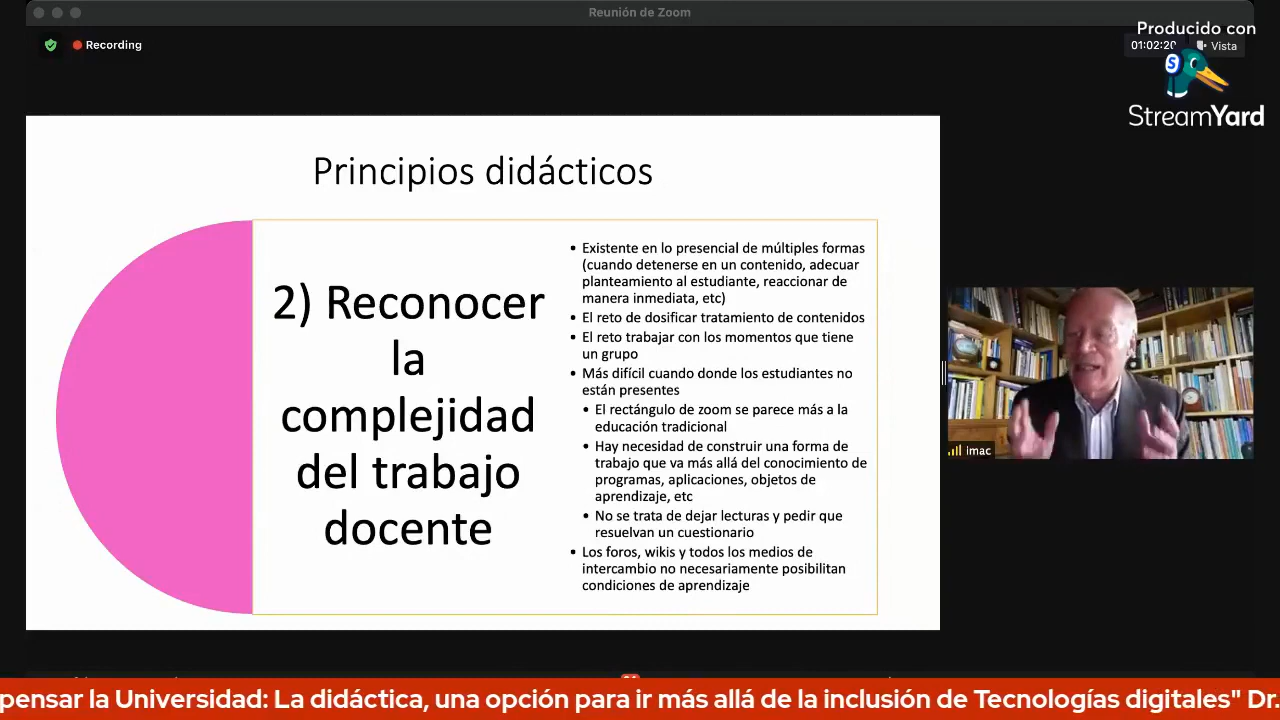 Reunión de Zoom
Recording
Producido con
01:02:20
Vista
S
StreamYard
Principios didácticos
2) Reconocer
la
complejidad
del trabajo
docente
• Existente en lo presencial de múltiples formas
(cuando detenerse en un contenido, adecuar
planteamiento al estudiante, reaccionar de
manera inmediata, etc)
• El reto de dosificar tratamiento de contenidos
• El reto trabajar con los momentos que tiene
un grupo
• Más difícil cuando donde los estudiantes no
están presentes
• El rectángulo de zoom se parece más a la
educación tradicional
• Hay necesidad de construir una forma de
trabajo que va más allá del conocimiento de
programas, aplicaciones, objetos de
aprendizaje, etc
• No se trata de dejar lecturas y pedir que
resuelvan un cuestionario
• Los foros, wikis y todos los medios de
intercambio no necesariamente posibilitan
condiciones de aprendizaje
imac
pensar la Universidad: La didáctica, una opción para ir más allá de la inclusión de Tecnologías digitales" Dr.